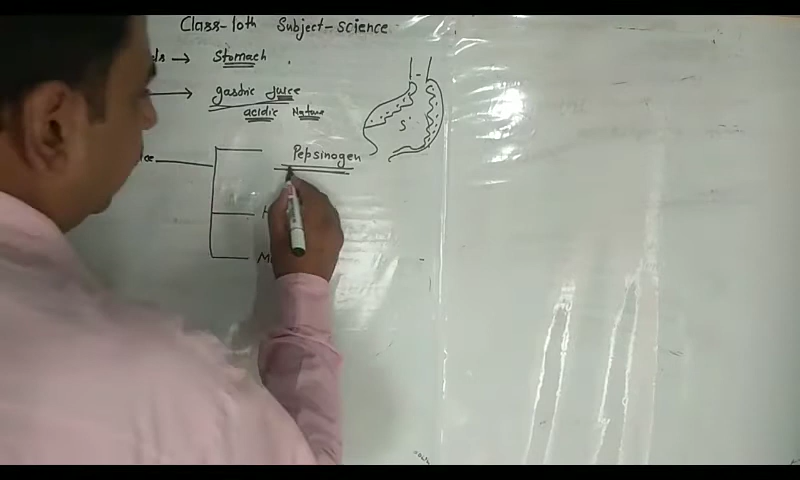 Class-10th Subject-science
→ Stomach
→ gastric juice
acidic Nature
Pepsinogen
S